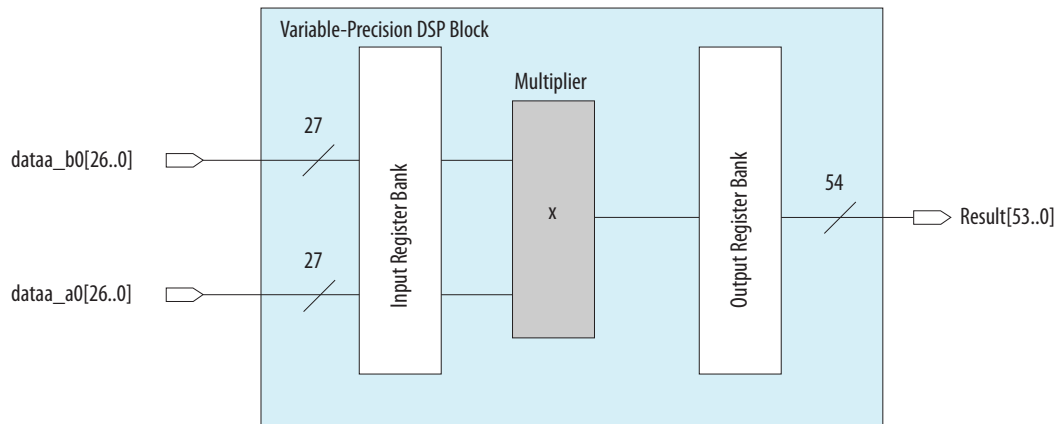 Variable-Precision DSP Block
Multiplier
27
dataa_b0[26..0]
Input Register Bank
x
Output Register Bank
54
Result[53..0]
27
dataa_a0[26..0]